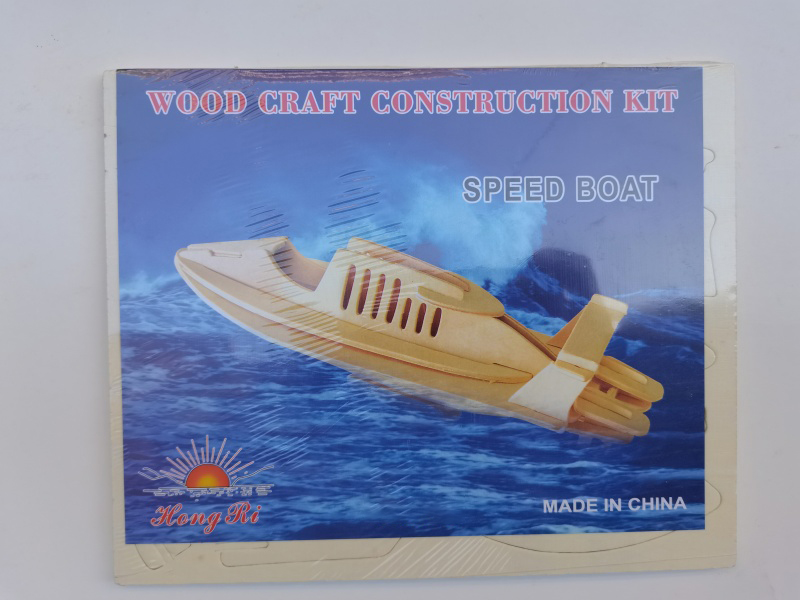 WOOD CRAFT CONSTRUCTION KIT
SPEED BOAT
Hong Ri
MADE IN CHINA